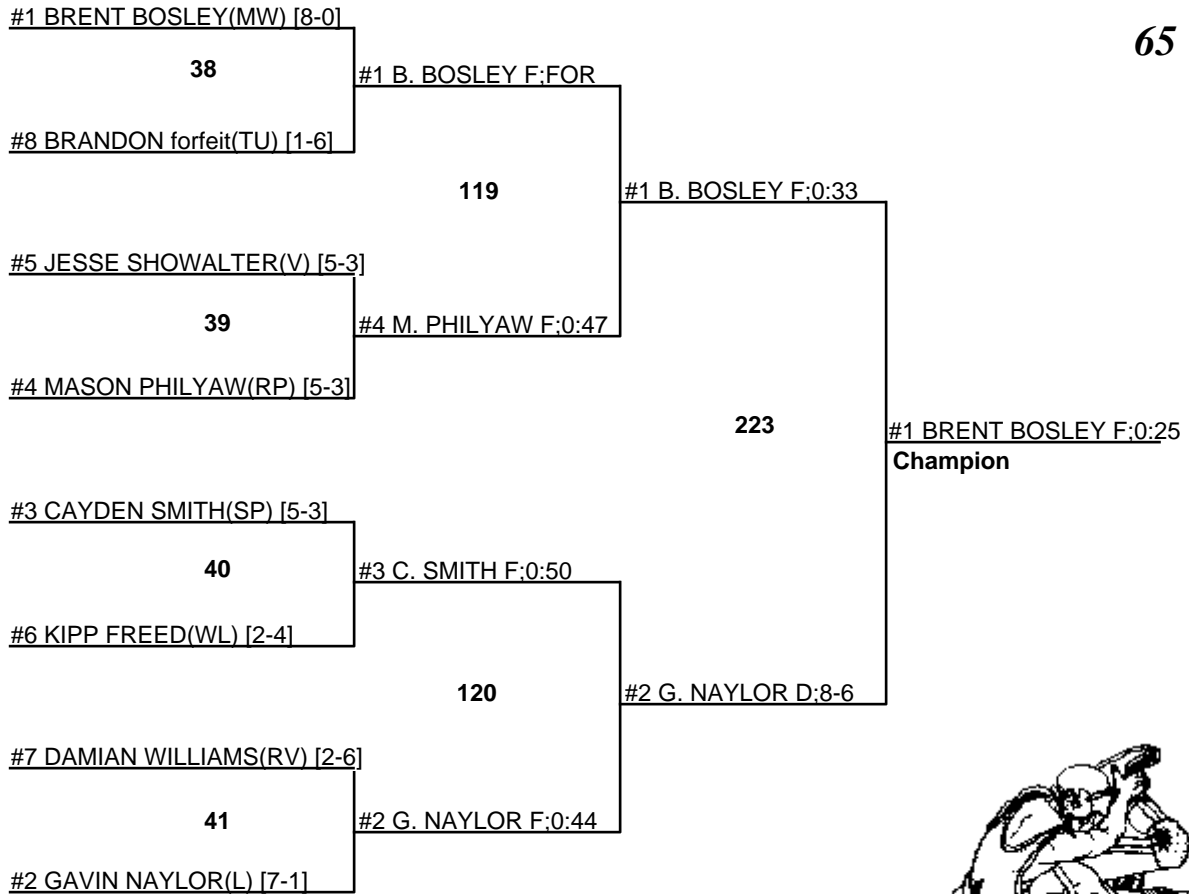 #1 BRENT BOSLEY(MW) [8-0]
65
38
#1 B. BOSLEY F;FOR
#8 BRANDON forfeit(TU) [1-6]
119
#1 B. BOSLEY F;0:33
#5 JESSE SHOWALTER(V) [5-3]
39
#4 M. PHILYAW F;0:47
#4 MASON PHILYAW(RP) [5-3]
223
#1 BRENT BOSLEY F;0:25
Champion
#3 CAYDEN SMITH(SP) [5-3]
40
#3 C. SMITH F;0:50
#6 KIPP FREED(WL) [2-4]
120
#2 G. NAYLOR D;8-6
#7 DAMIAN WILLIAMS(RV) [2-6]
41
#2 G. NAYLOR F;0:44
#2 GAVIN NAYLOR(L) [7-1]